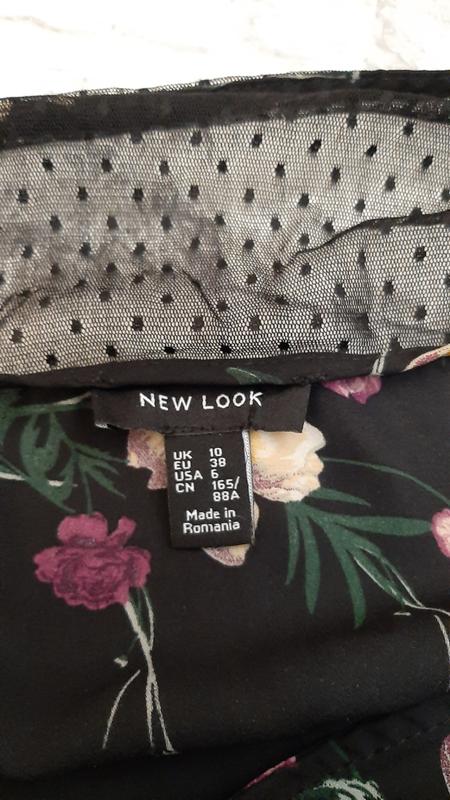 NEW LOOK
UK 10
EU 38
USA 6
CN 165/
88A
Made in
Romania